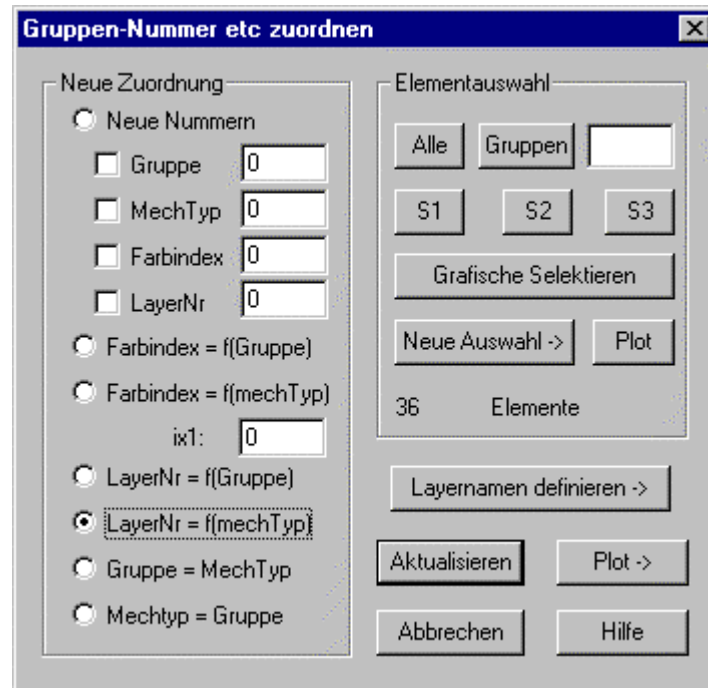 Gruppen-Nummer etc zuordnen
Neue Zuordnung
Neue Nummern
Gruppe 0
MechTyp 0
Farbindex 0
LayerNr 0
Farbindex = f(Gruppe)
Farbindex = f(mechTyp)
ix1: 0
LayerNr = f(Gruppe)
LayerNr = f(mechTyp)
Gruppe = MechTyp
Mechtyp = Gruppe
Elementauswahl
Alle Gruppen
S1 S2 S3
Grafische Selektieren
Neue Auswahl -> Plot
36 Elemente
Layernamen definieren ->
Aktualisieren Plot ->
Abbrechen Hilfe